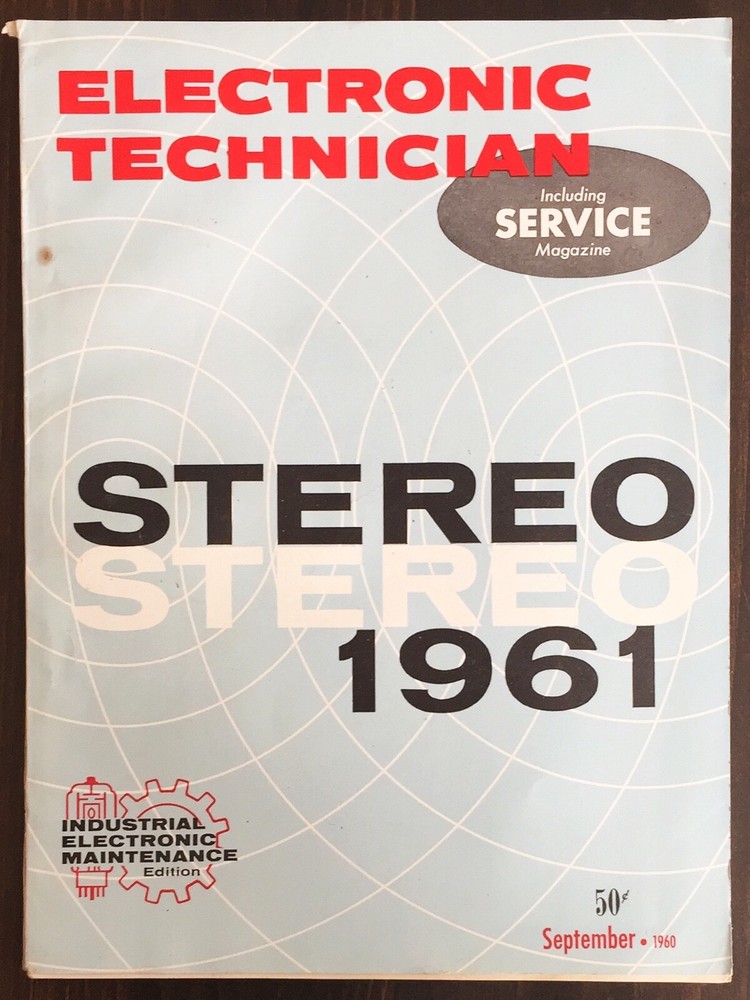 ELECTRONIC
TECHNICIAN
Including
SERVICE
Magazine
STEREO
STEREO
1961
INDUSTRIAL
ELECTRONIC
MAINTENANCE
Edition
50¢
September • 1960